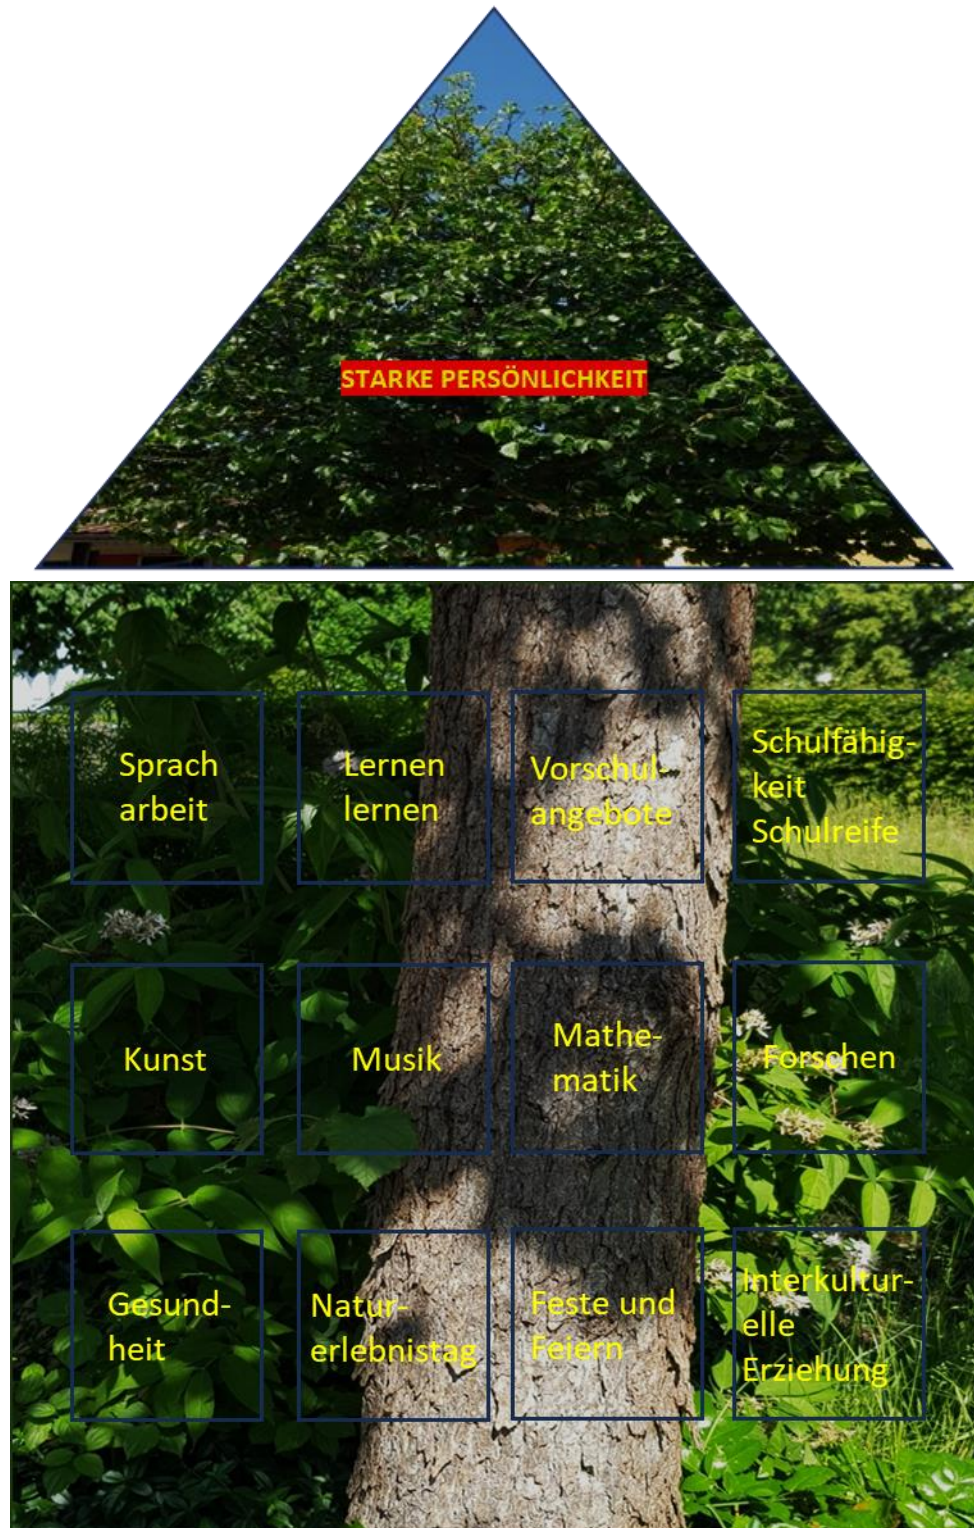 STARKE PERSÖNLICHKEIT
Sprach
arbeit
Lernen
lernen
Vorschul-
angebote
Schulfähig-
keit
Schulreife
Kunst
Musik
Mathe-
matik
Forschen
Gesund-
heit
Natur-
erlebnistag
Feste und
Feiern
Interkultur-
elle
Erziehung